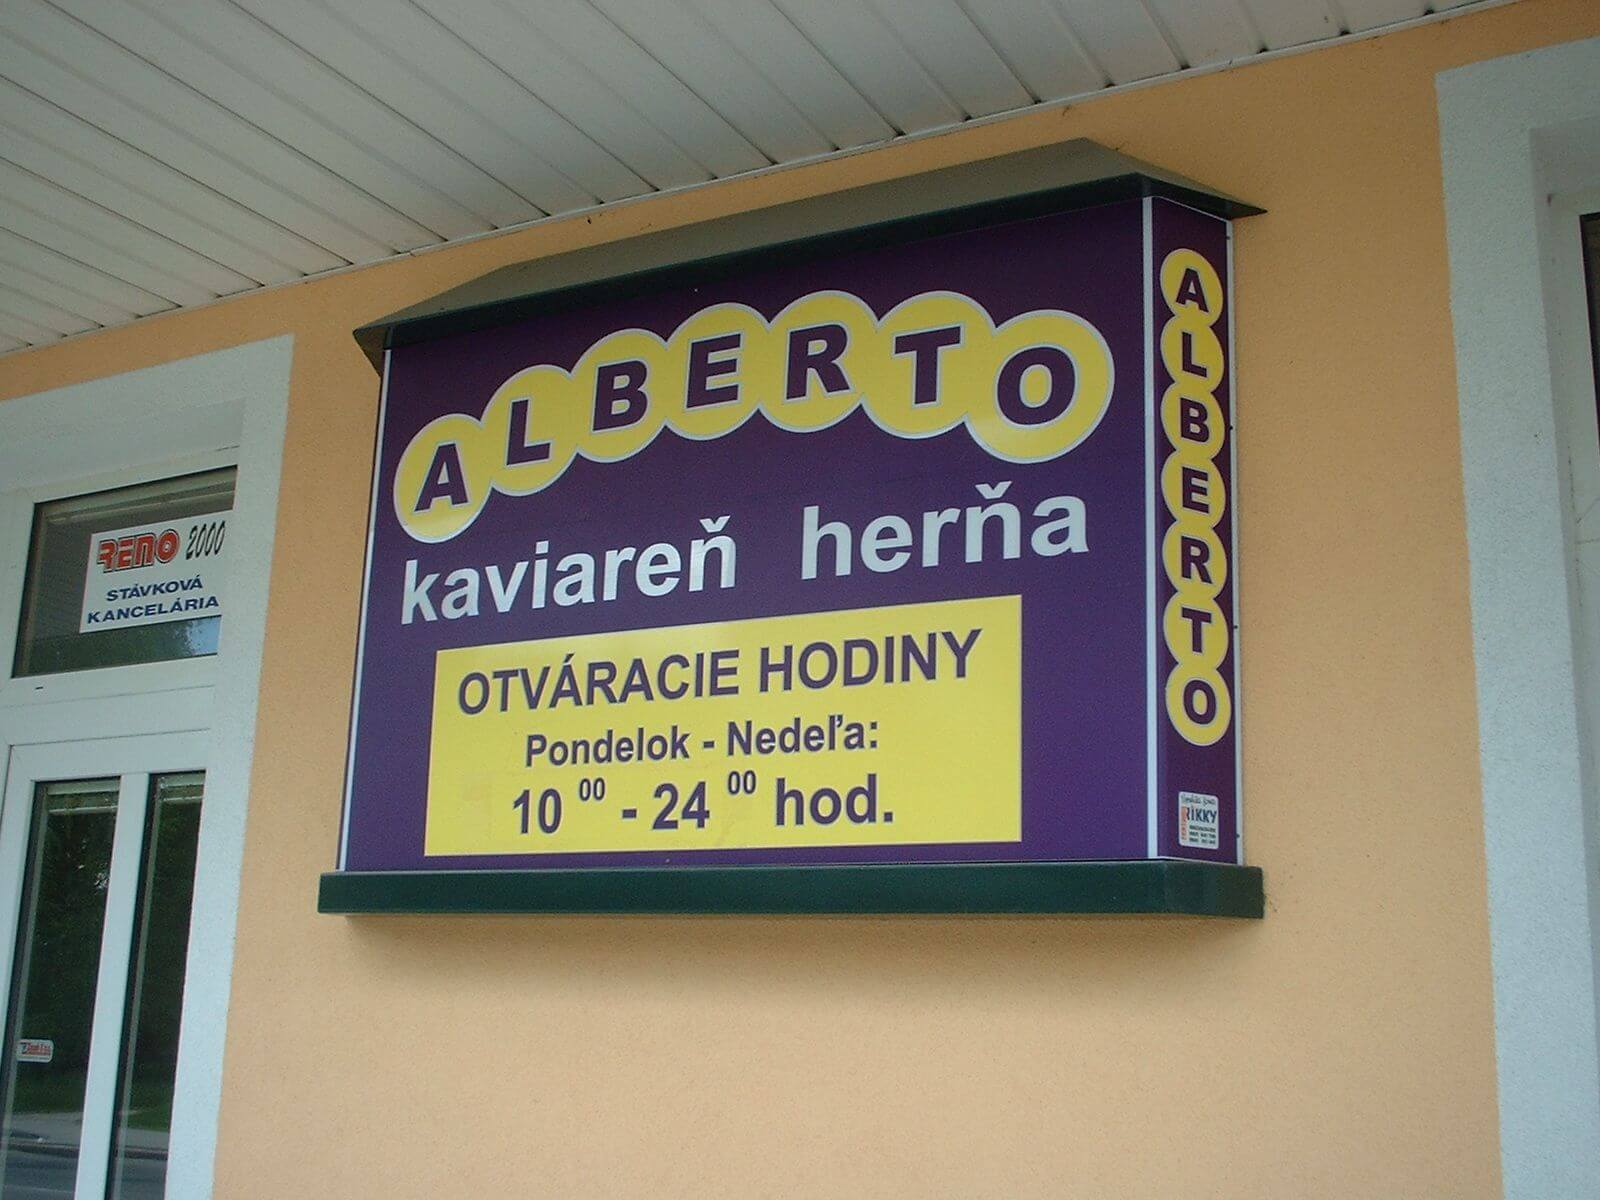 ALBERTO
kaviareň herňa
OTVÁRACIE HODINY
Pondelok - Nedeľa:
10 00 - 24 00 hod.
ALBERTO
RIKKY
RENO 2000
STÁVKOVÁ
KANCELÁRIA